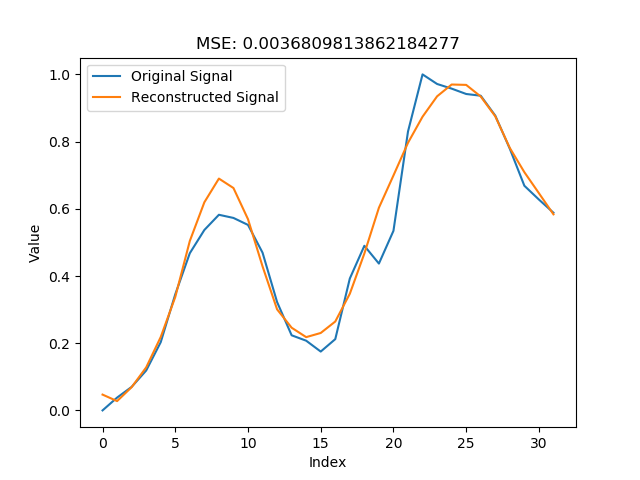 MSE: 0.0036809813862184277
Original Signal
Reconstructed Signal
1.0
0.8
0.6
0.4
0.2
0.0
Value
0 5 10 15 20 25 30
Index